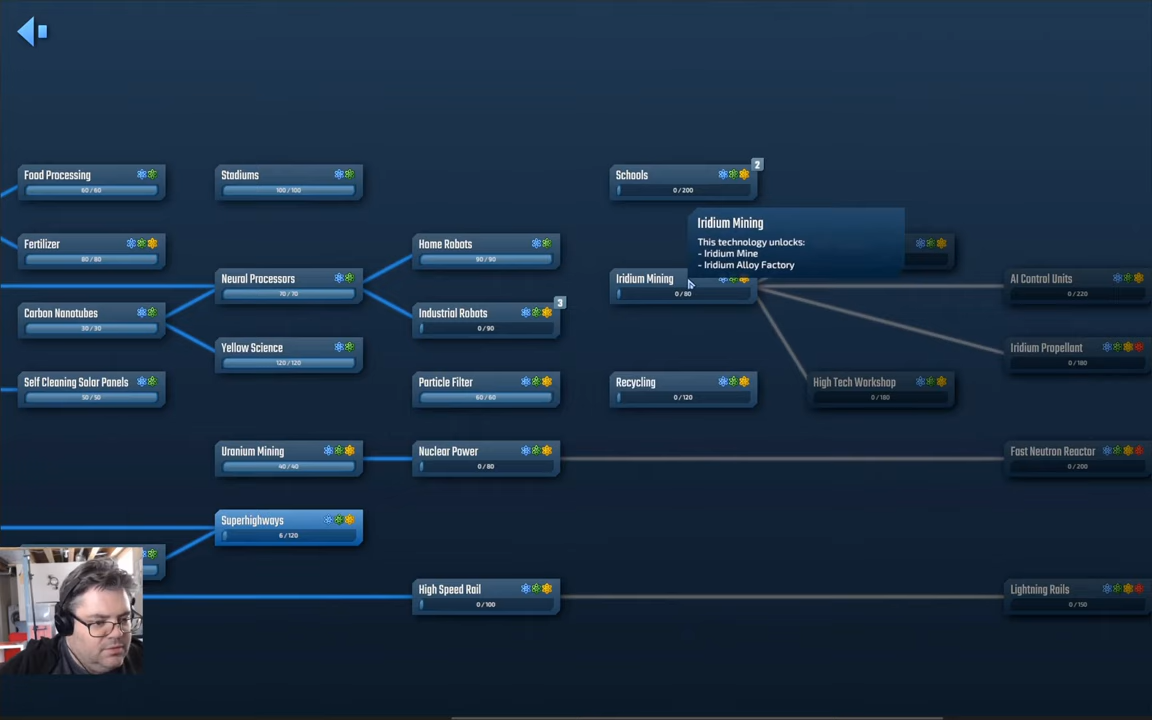 Food Processing
60/60
Stadiums
100/100
Schools
2
0/200
Fertilizer
80/80
Home Robots
90/90
Iridium Mining
This technology unlocks:
- Iridium Mine
- Iridium Alloy Factory
Neural Processors
70/70
Iridium Mining
0/80
AI Control Units
0/220
Carbon Nanotubes
30/30
Industrial Robots
3
0/90
Yellow Science
120/120
Iridium Propellant
0/180
Self Cleaning Solar Panels
50/50
Particle Filter
60/60
Recycling
0/120
High Tech Workshop
0/180
Uranium Mining
40/40
Nuclear Power
0/80
Fast Neutron Reactor
0/200
Superhighways
6/120
High Speed Rail
0/100
Lightning Rails
0/150